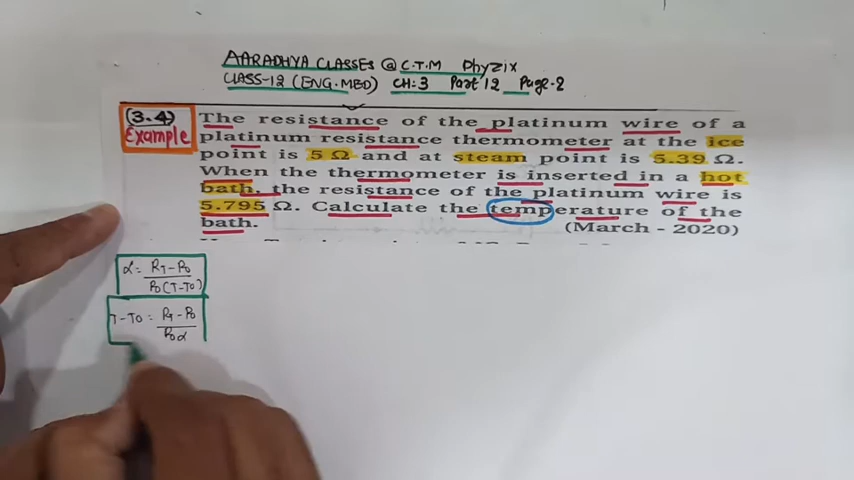 AARADHYA CLASSES @ C.T.M Phyzix
CLASS-12 (ENG.MED) CH:3 Part 12 Page-2
(3.4)
Example
The resistance of the platinum wire of a
platinum resistance thermometer at the ice
point is 5 Ω and at steam point is 5.39 Ω.
When the thermometer is inserted in a hot
bath, the resistance of the platinum wire is
5.795 Ω. Calculate the temperature of the
bath. (March - 2020)
α = RT - R0
R0 (T - T0)
T - T0 = RT - R0
R0 α